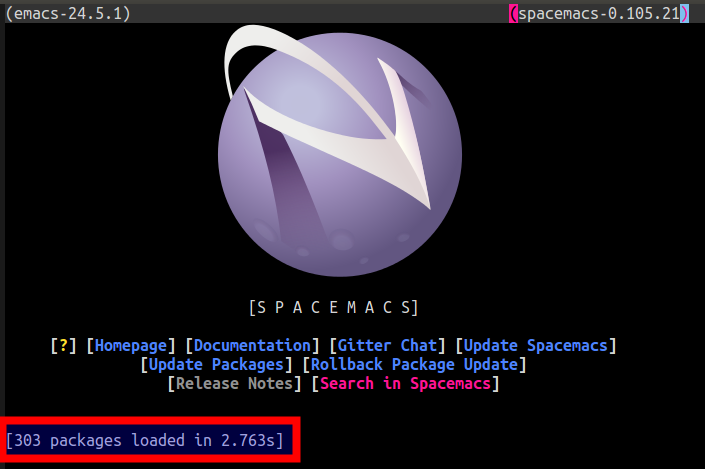 (emacs-24.5.1) (spacemacs-0.105.21)
[S P A C E M A C S]
[?] [Homepage] [Documentation] [Gitter Chat] [Update Spacemacs]
[Update Packages] [Rollback Package Update]
[Release Notes] [Search in Spacemacs]
[303 packages loaded in 2.763s]